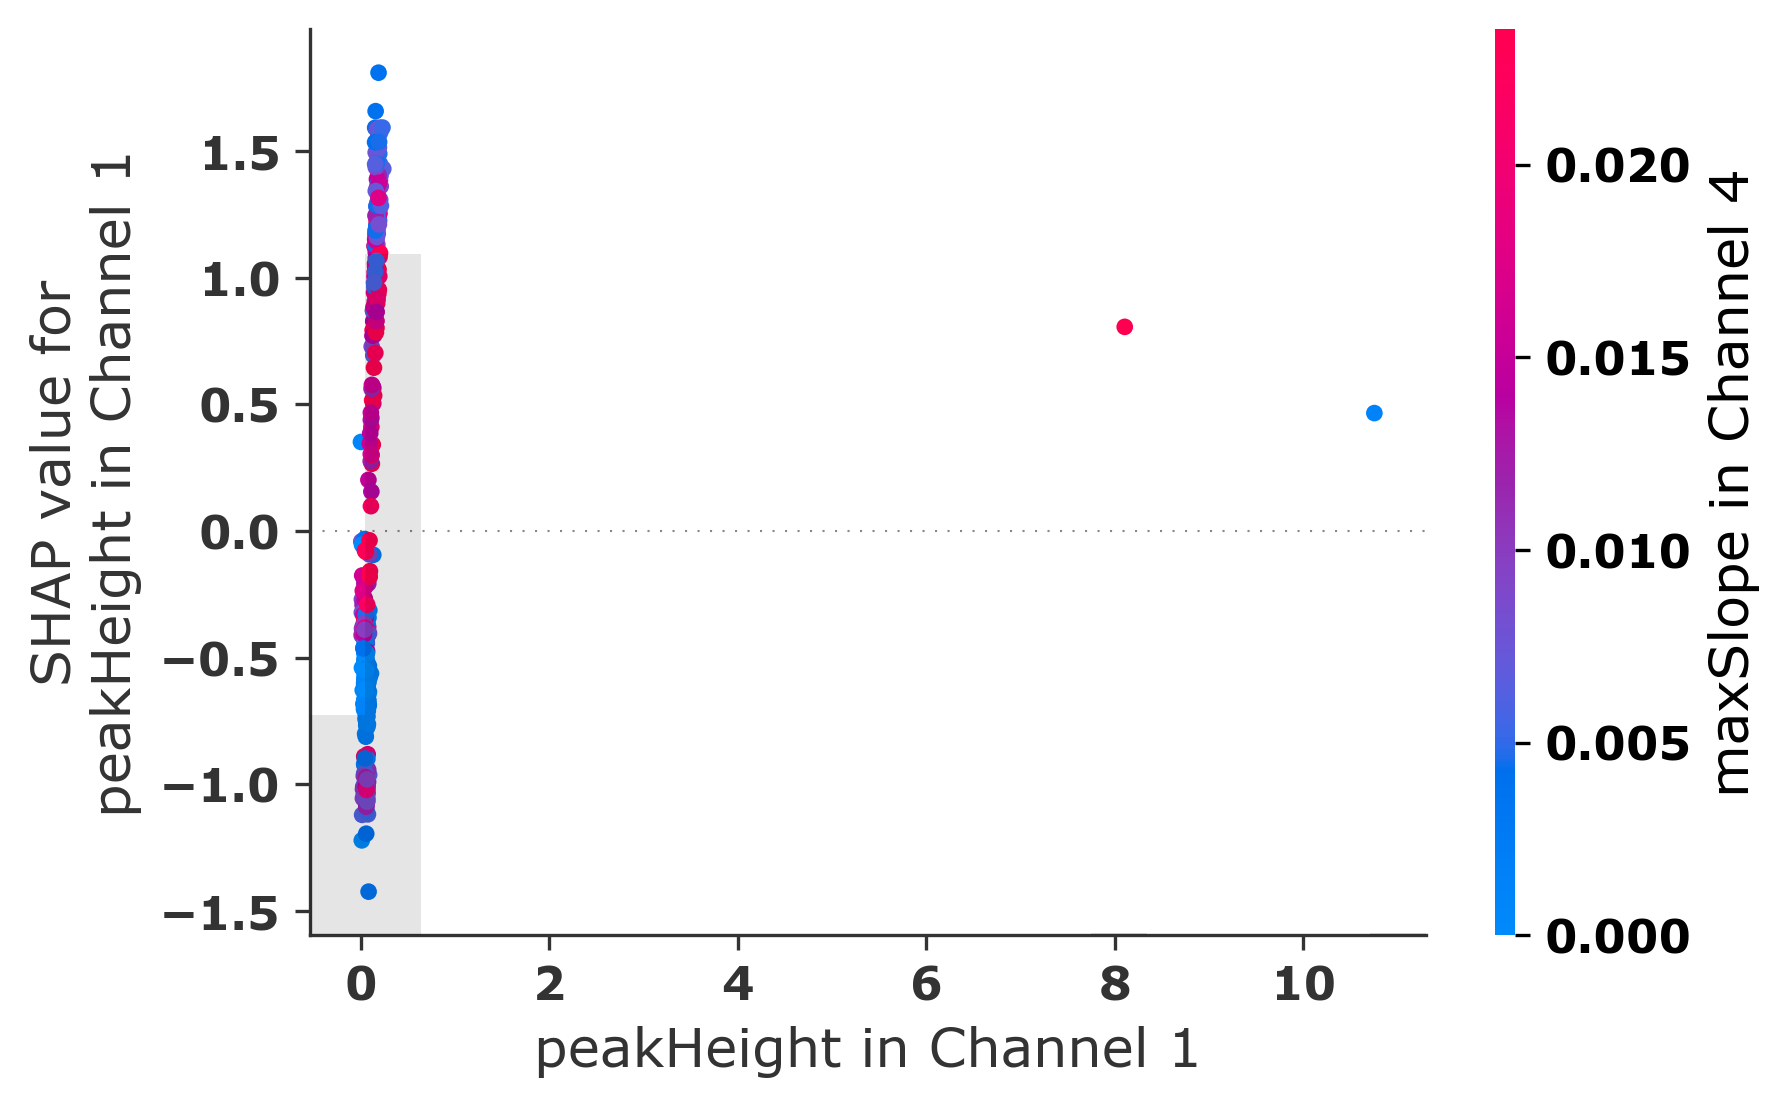 SHAP value for
peakHeight in Channel 1
1.5
1.0
0.5
0.0
−0.5
−1.0
−1.5
0 2 4 6 8 10
peakHeight in Channel 1
0.020
0.015
0.010
0.005
0.000
maxSlope in Channel 4